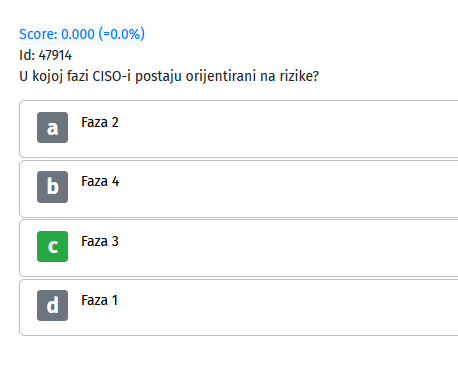 Score: 0.000 (=0.0%)
Id: 47914
U kojoj fazi CISO-i postaju orijentirani na rizike?
a Faza 2
b Faza 4
c Faza 3
d Faza 1